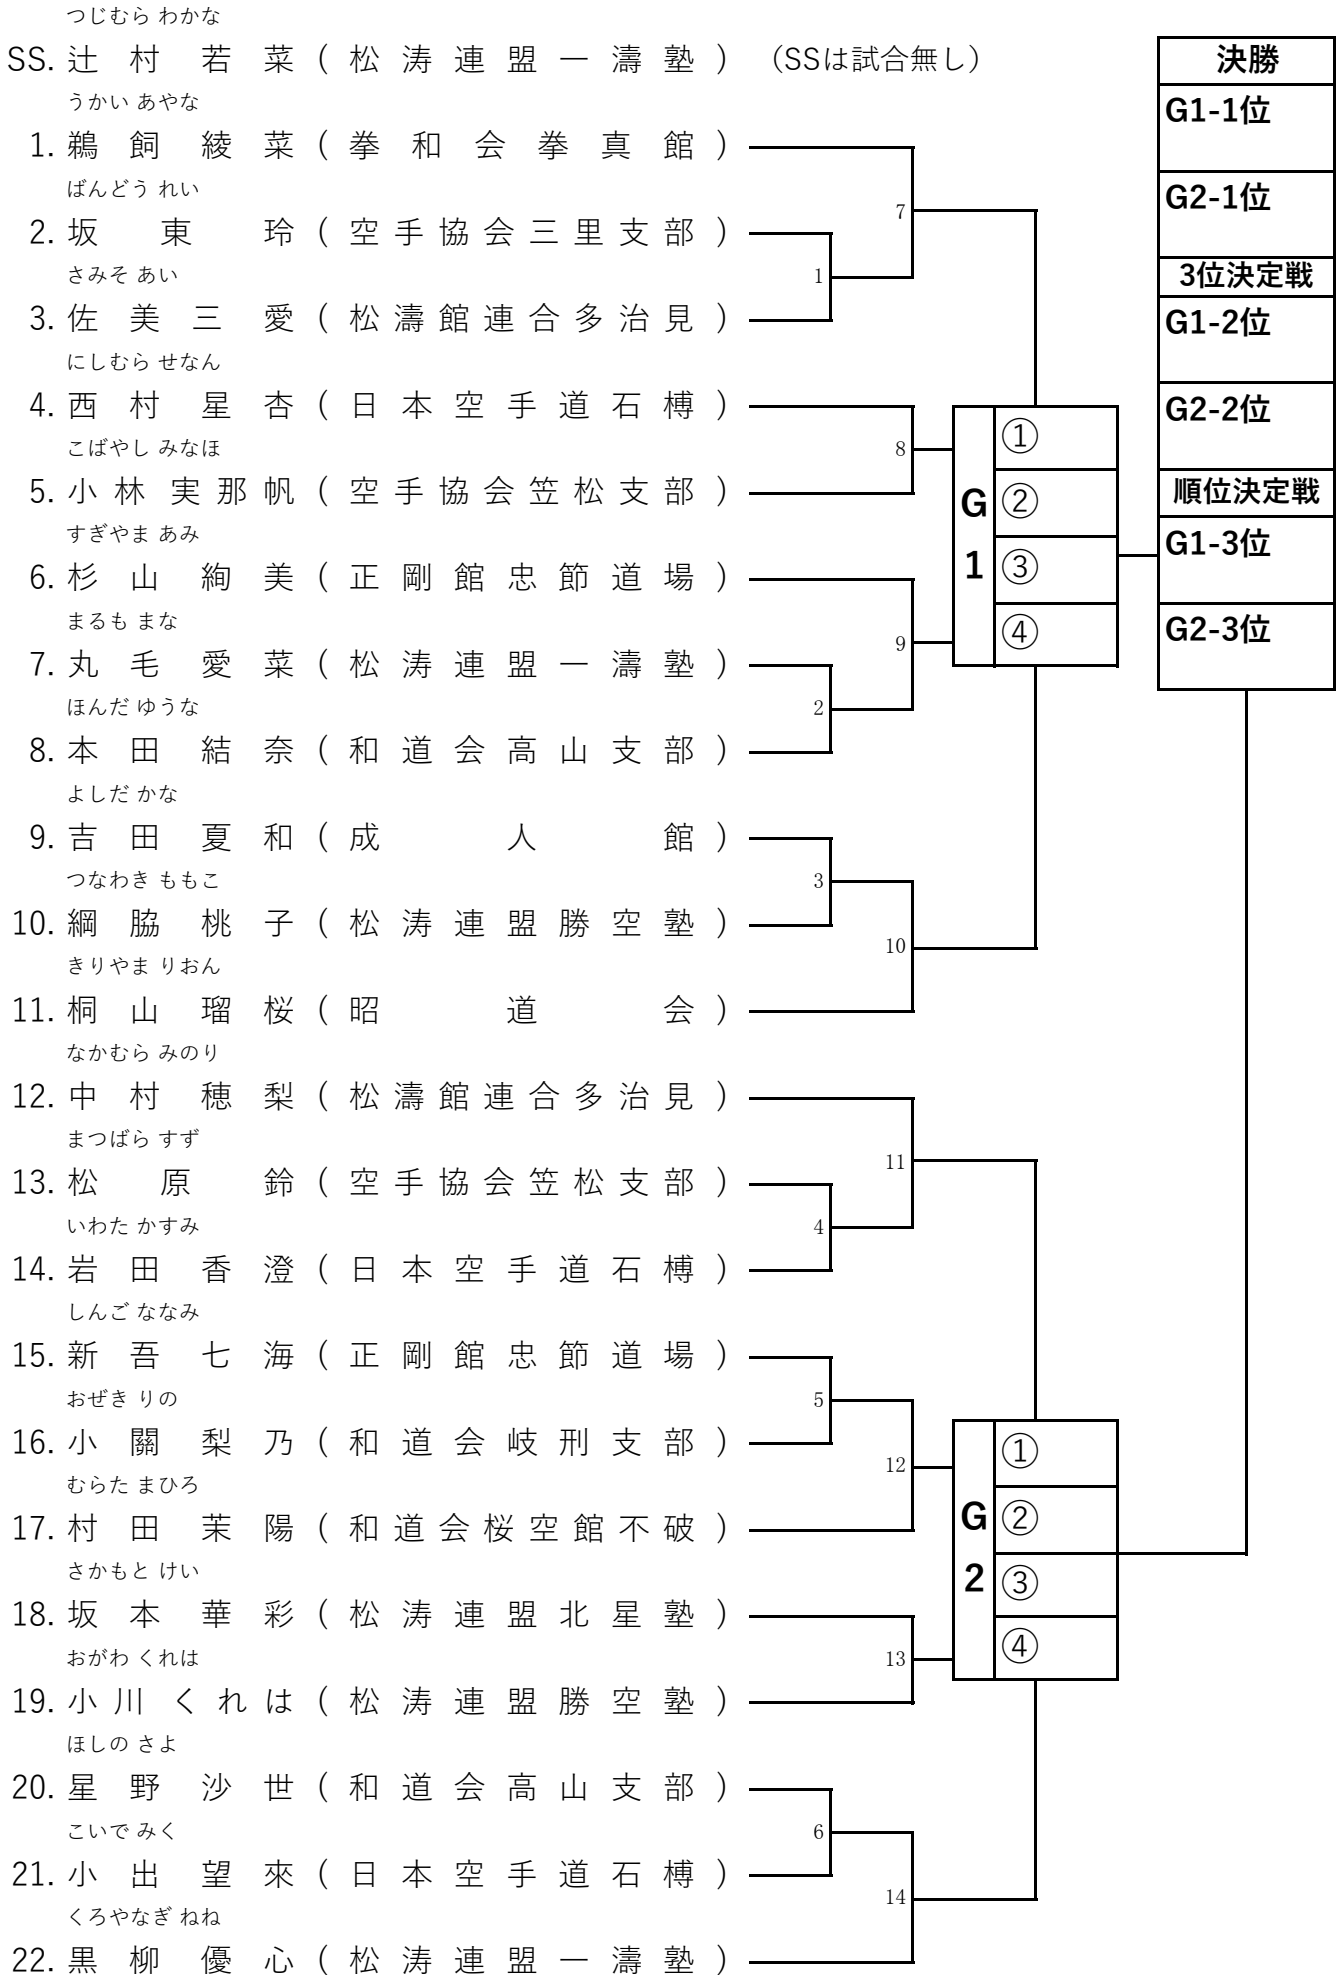 つじむら わかな
SS. 辻村 若菜 ( 松涛連盟一濤塾 ) （SSは試合無し）
うかい あやな
1. 鵜飼 綾菜 ( 拳和会拳真館 )
ばんどう れい
2. 坂東 玲 ( 空手協会三里支部 )
さみそ あい
3. 佐美三 愛 ( 松濤館連合多治見 )
にしむら せなん
4. 西村 星杏 ( 日本空手道石榑 )
こばやし みなほ
5. 小林 実那帆 ( 空手協会笠松支部 )
すぎやま あみ
6. 杉山 絢美 ( 正剛館忠節道場 )
まるも まな
7. 丸毛 愛菜 ( 松涛連盟一濤塾 )
ほんだ ゆうな
8. 本田 結奈 ( 和道会高山支部 )
よしだ かな
9. 吉田 夏和 ( 成人館 )
つなわき ももこ
10. 綱脇 桃子 ( 松涛連盟勝空塾 )
きりやま りおん
11. 桐山 瑠桜 ( 昭道会 )
なかむら みのり
12. 中村 穂梨 ( 松濤館連合多治見 )
まつばら すず
13. 松原 鈴 ( 空手協会笠松支部 )
いわた かすみ
14. 岩田 香澄 ( 日本空手道石榑 )
しんご ななみ
15. 新吾 七海 ( 正剛館忠節道場 )
おぜき りの
16. 小關 梨乃 ( 和道会岐刑支部 )
むらた まひろ
17. 村田 茉陽 ( 和道会桜空館不破 )
さかもと けい
18. 坂本 華彩 ( 松涛連盟北星塾 )
おがわ くれは
19. 小川 くれは ( 松涛連盟勝空塾 )
ほしの さよ
20. 星野 沙世 ( 和道会高山支部 )
こいで みく
21. 小出 望來 ( 日本空手道石榑 )
くろやなぎ ねね
22. 黒柳 優心 ( 松涛連盟一濤塾 )
1
2
3
4
5
6
7
8
9
10
11
12
13
14
G1
①
②
③
④
G2
①
②
③
④
決勝
G1-1位
G2-1位
3位決定戦
G1-2位
G2-2位
順位決定戦
G1-3位
G2-3位